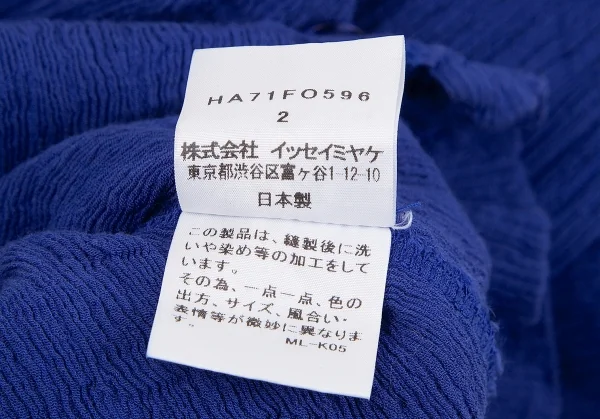 HA71FO596
2
株式会社 イッセイミヤケ
東京都渋谷区富ヶ谷1-12-10
日本製
この製品は、縫製後に洗
いや染め等の加工をして
います。
その為、一点一点、色の
出方、サイズ、風合い・
表情等が微妙に異なりま
す。
ML-K05